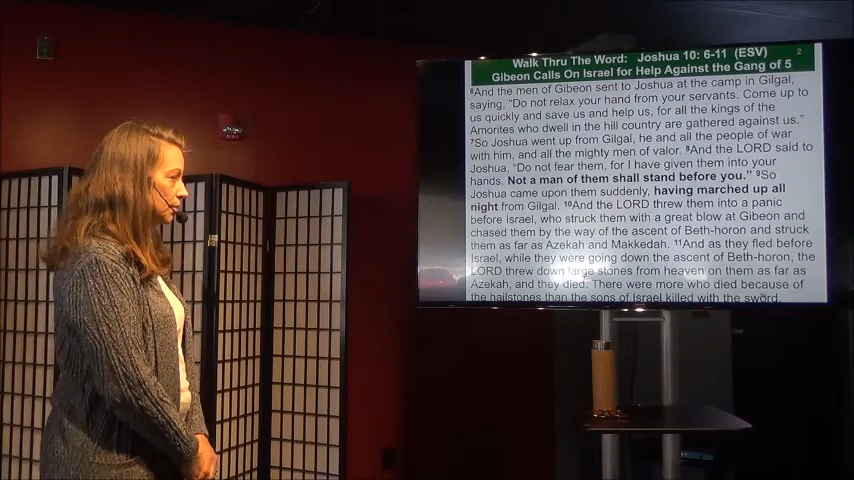 Walk Thru The Word: Joshua 10: 6-11 (ESV)
2
Gibeon Calls On Israel for Help Against the Gang of 5
⁶And the men of Gibeon sent to Joshua at the camp in Gilgal,
saying, “Do not relax your hand from your servants. Come up to
us quickly and save us and help us, for all the kings of the
Amorites who dwell in the hill country are gathered against us.”
⁷So Joshua went up from Gilgal, he and all the people of war
with him, and all the mighty men of valor. ⁸And the LORD said to
Joshua, “Do not fear them, for I have given them into your
hands. Not a man of them shall stand before you.” ⁹So
Joshua came upon them suddenly, having marched up all
night from Gilgal. ¹⁰And the LORD threw them into a panic
before Israel, who struck them with a great blow at Gibeon and
chased them by the way of the ascent of Beth-horon and struck
them as far as Azekah and Makkedah. ¹¹And as they fled before
Israel, while they were going down the ascent of Beth-horon, the
LORD threw down large stones from heaven on them as far as
Azekah, and they died. There were more who died because of
the hailstones than the sons of Israel killed with the sword.